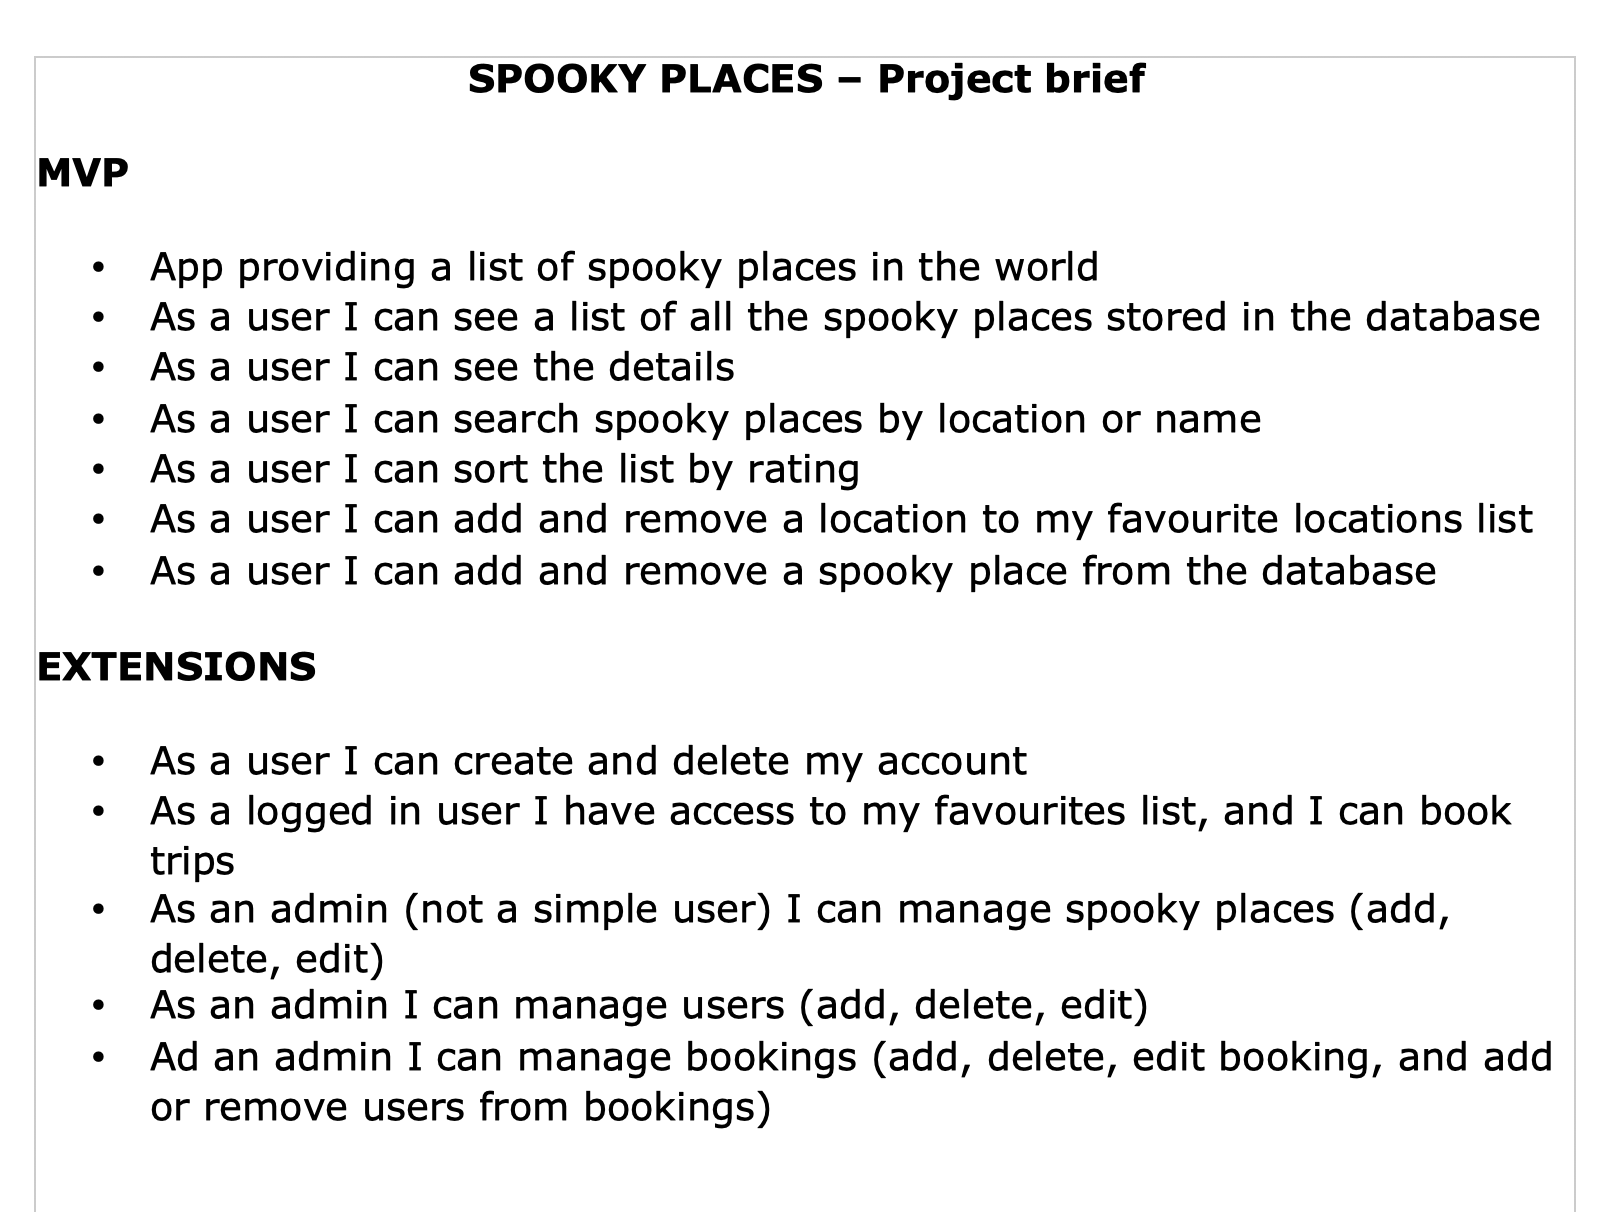 SPOOKY PLACES – Project brief
MVP
• App providing a list of spooky places in the world
• As a user I can see a list of all the spooky places stored in the database
• As a user I can see the details
• As a user I can search spooky places by location or name
• As a user I can sort the list by rating
• As a user I can add and remove a location to my favourite locations list
• As a user I can add and remove a spooky place from the database
EXTENSIONS
• As a user I can create and delete my account
• As a logged in user I have access to my favourites list, and I can book
trips
• As an admin (not a simple user) I can manage spooky places (add,
delete, edit)
• As an admin I can manage users (add, delete, edit)
• Ad an admin I can manage bookings (add, delete, edit booking, and add
or remove users from bookings)